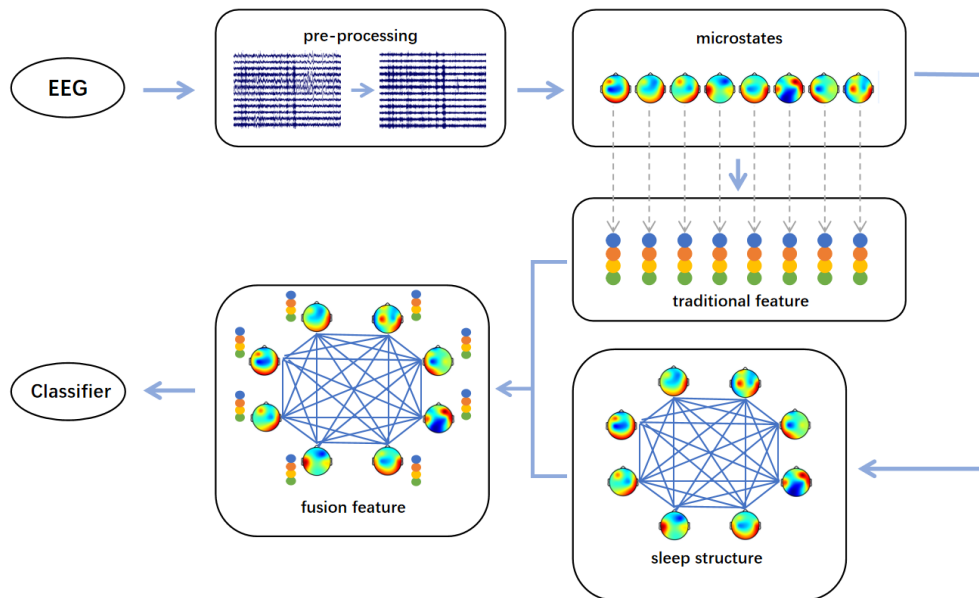 pre-processing
microstates
EEG
traditional feature
Classifier
fusion feature
sleep structure